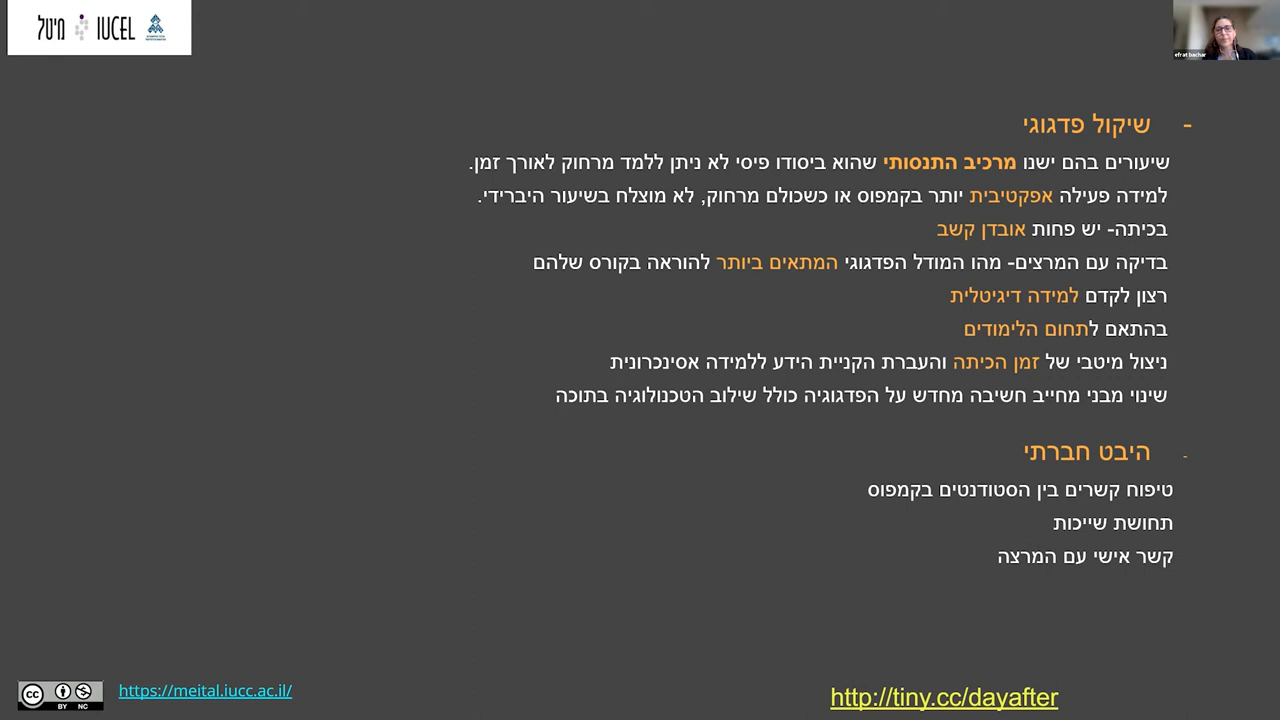 מיטל IUCEL
efrat bachar
- שיקול פדגוגי
שיעורים בהם ישנו מרכיב התנסותי שהוא ביסודו פיסי לא ניתן ללמד מרחוק לאורך זמן.
למידה פעילה אפקטיבית יותר בקמפוס או כשכולם מרחוק, לא מוצלח בשיעור היברידי.
בכיתה- יש פחות אובדן קשב
בדיקה עם המרצים- מהו המודל הפדגוגי המתאים ביותר להוראה בקורס שלהם
רצון לקדם למידה דיגיטלית
בהתאם לתחום הלימודים
ניצול מיטבי של זמן הכיתה והעברת הקניית הידע ללמידה אסינכרונית
שינוי מבני מחייב חשיבה מחדש על הפדגוגיה כולל שילוב הטכנולוגיה בתוכה
- היבט חברתי
טיפוח קשרים בין הסטודנטים בקמפוס
תחושת שייכות
קשר אישי עם המרצה
cc BY NC
https://meital.iucc.ac.il/
http://tiny.cc/dayafter